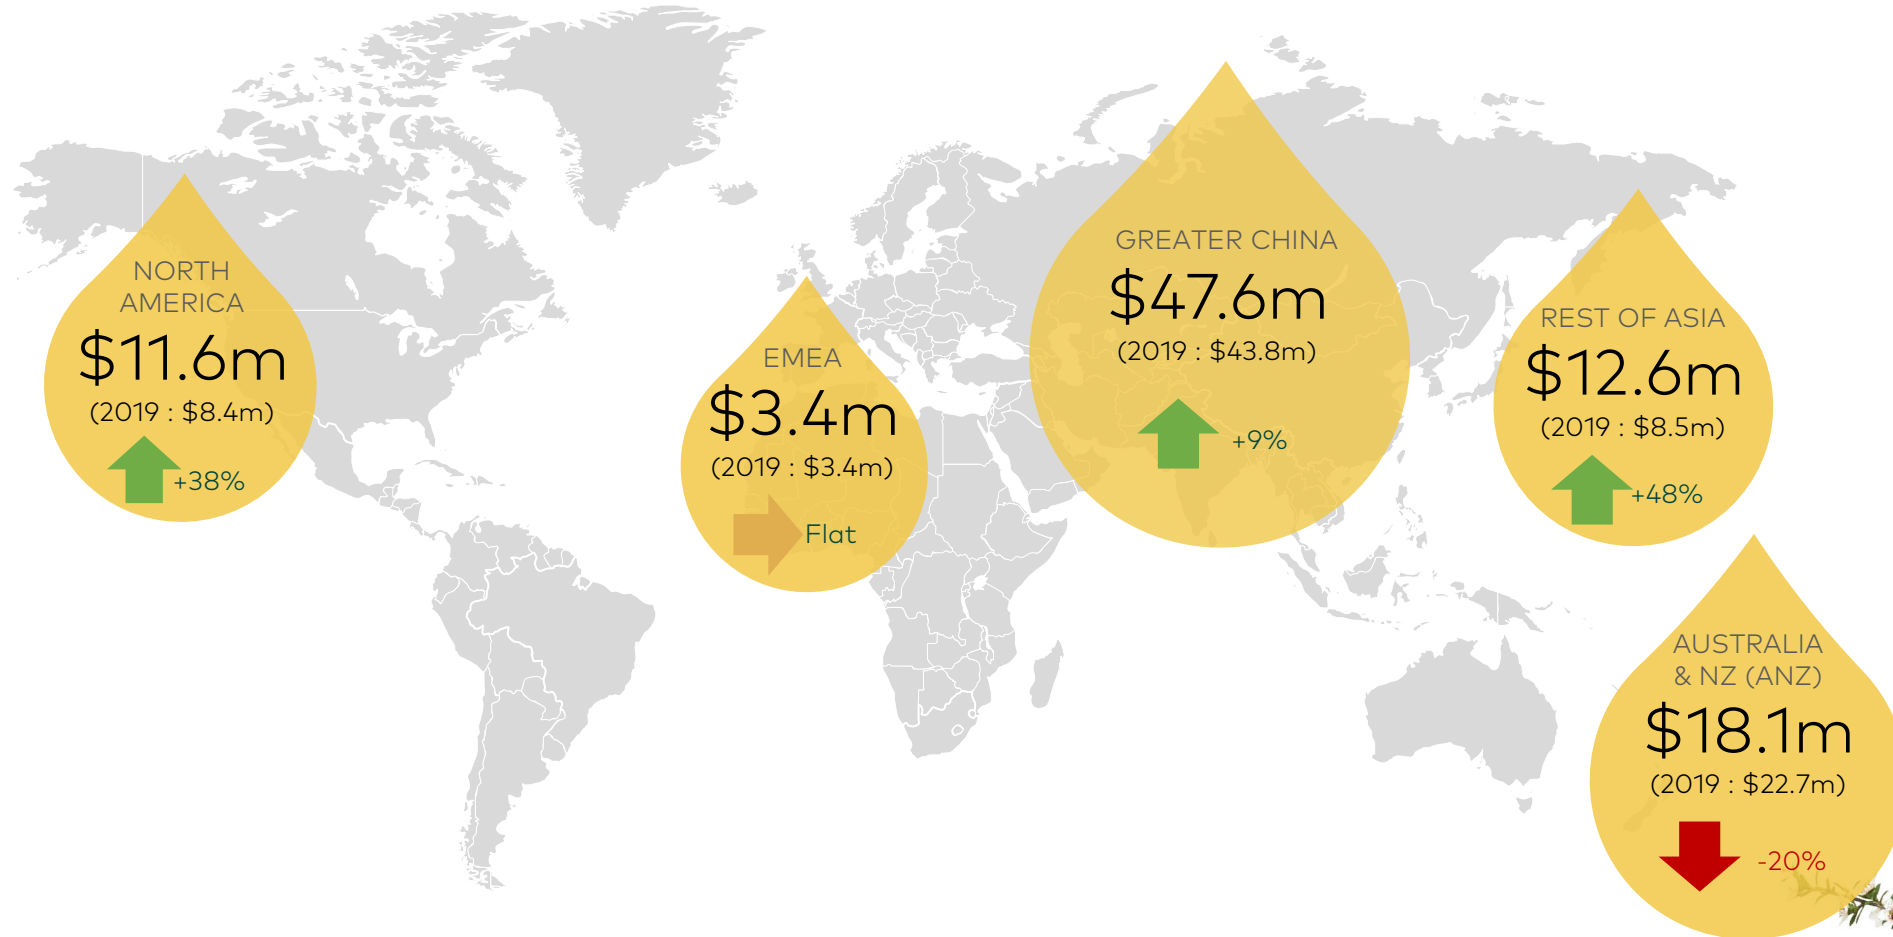 NORTH
AMERICA
$11.6m
(2019 : $8.4m)
+38%
EMEA
$3.4m
(2019 : $3.4m)
Flat
GREATER CHINA
$47.6m
(2019 : $43.8m)
+9%
REST OF ASIA
$12.6m
(2019 : $8.5m)
+48%
AUSTRALIA
& NZ (ANZ)
$18.1m
(2019 : $22.7m)
-20%